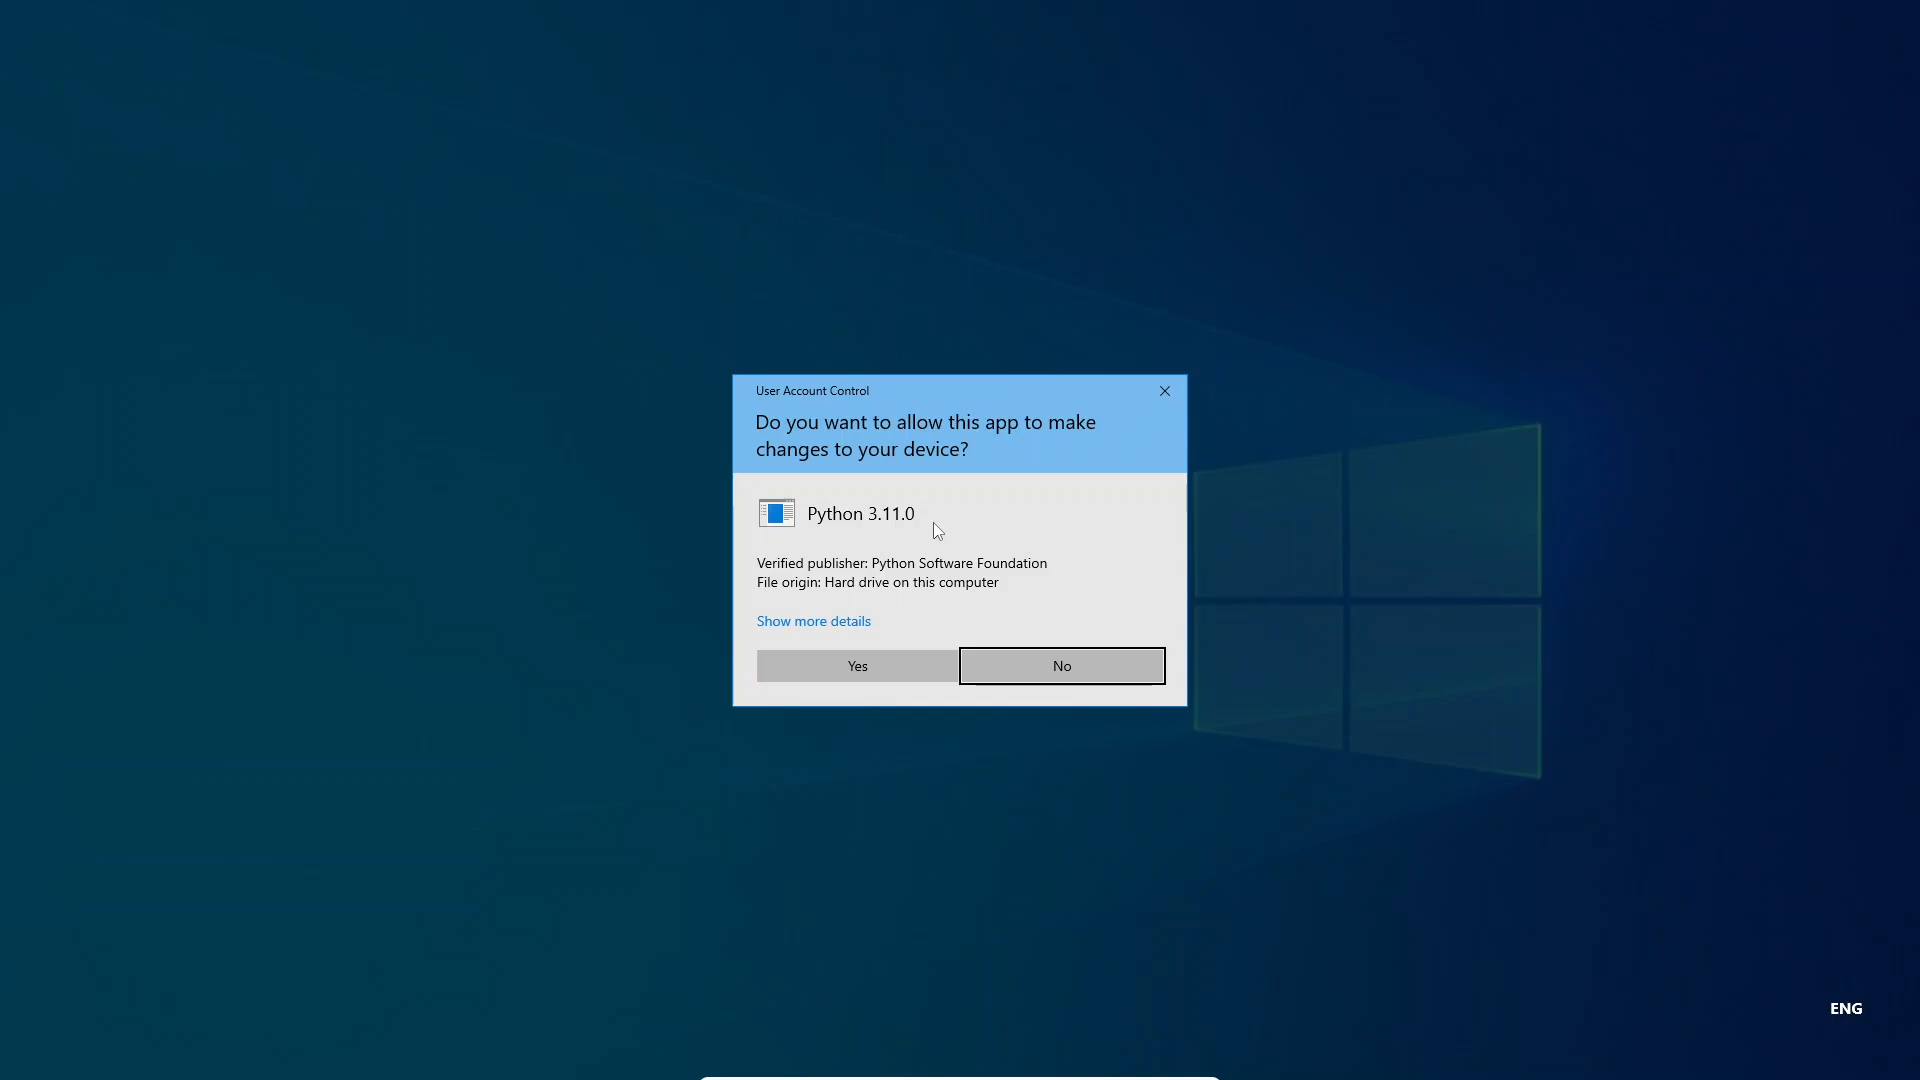 User Account Control
Do you want to allow this app to make
changes to your device?
Python 3.11.0
Verified publisher: Python Software Foundation
File origin: Hard drive on this computer
Show more details
Yes
No
ENG